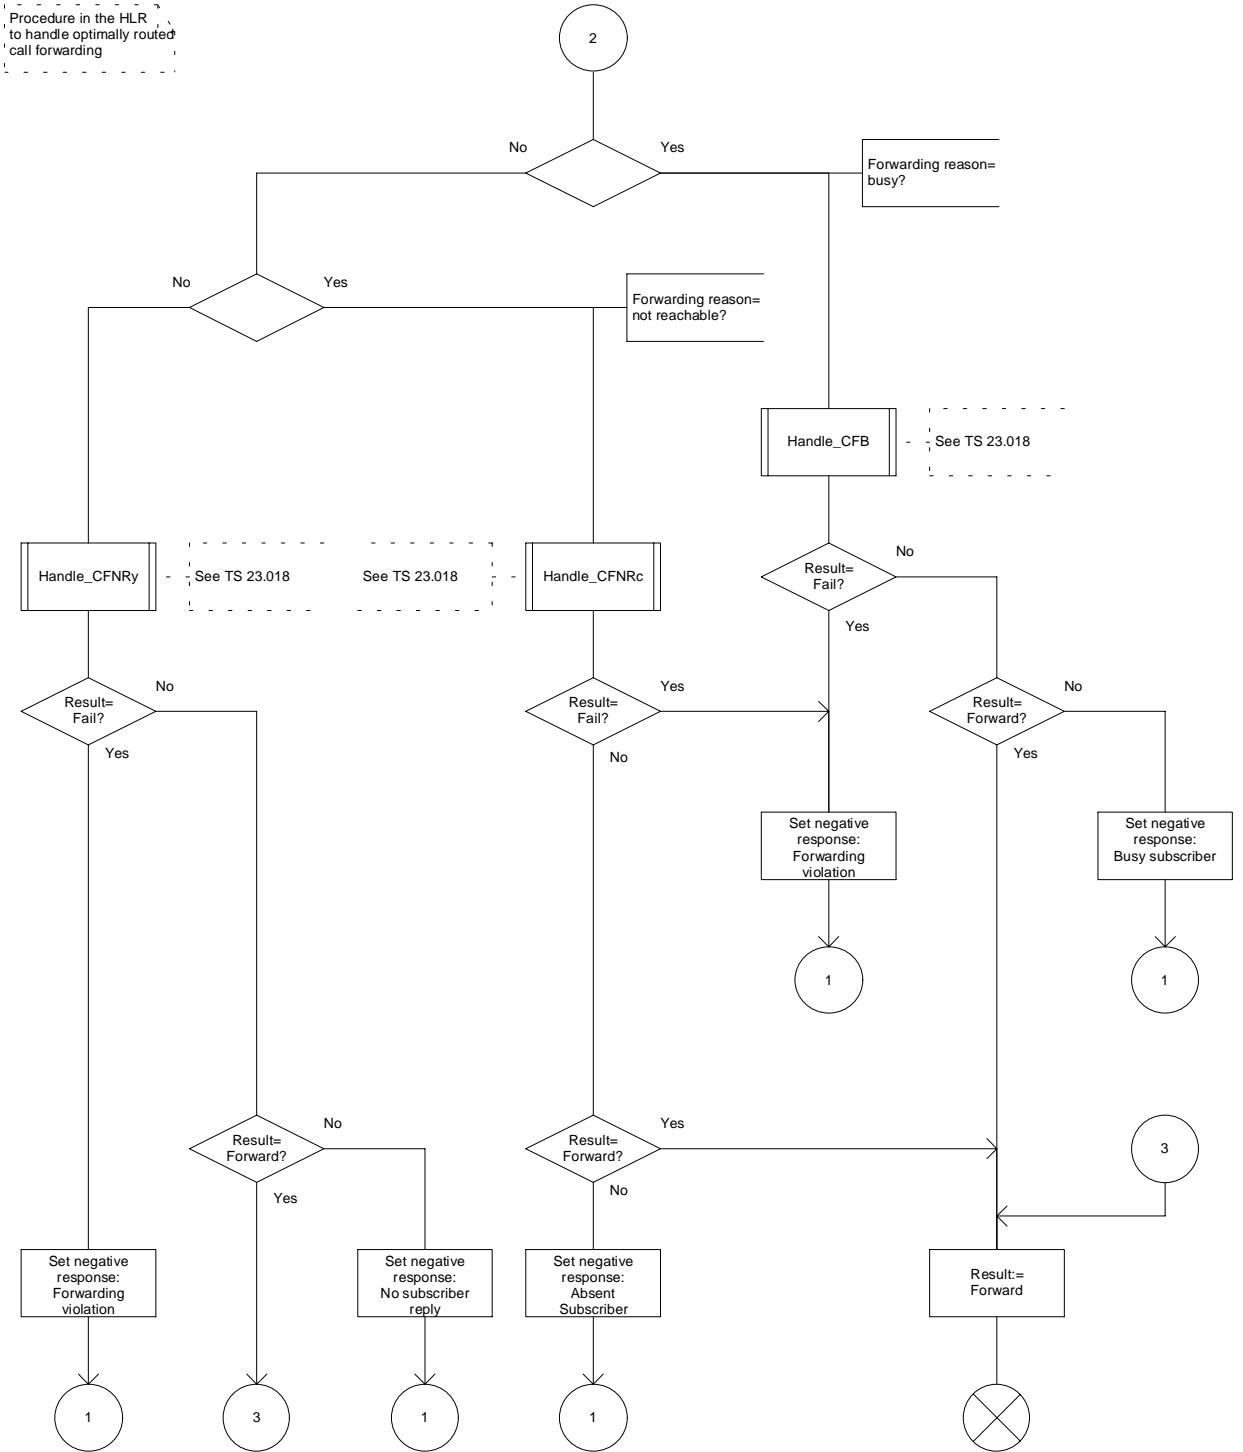 Procedure in the HLR
to handle optimally routed
call forwarding
2
No
Yes
Forwarding reason=
busy?
No
Yes
Forwarding reason=
not reachable?
Handle_CFB
See TS 23.018
Handle_CFNRy
See TS 23.018
See TS 23.018
Handle_CFNRc
Result=
Fail?
No
Yes
Result=
Fail?
No
Yes
Result=
Fail?
Yes
No
Result=
Forward?
No
Yes
Set negative
response:
Forwarding
violation
Set negative
response:
Busy subscriber
1
1
Result=
Forward?
No
Yes
Result=
Forward?
Yes
No
3
Set negative
response:
Forwarding
violation
Set negative
response:
No subscriber
reply
Set negative
response:
Absent
Subscriber
Result:=
Forward
1
3
1
1